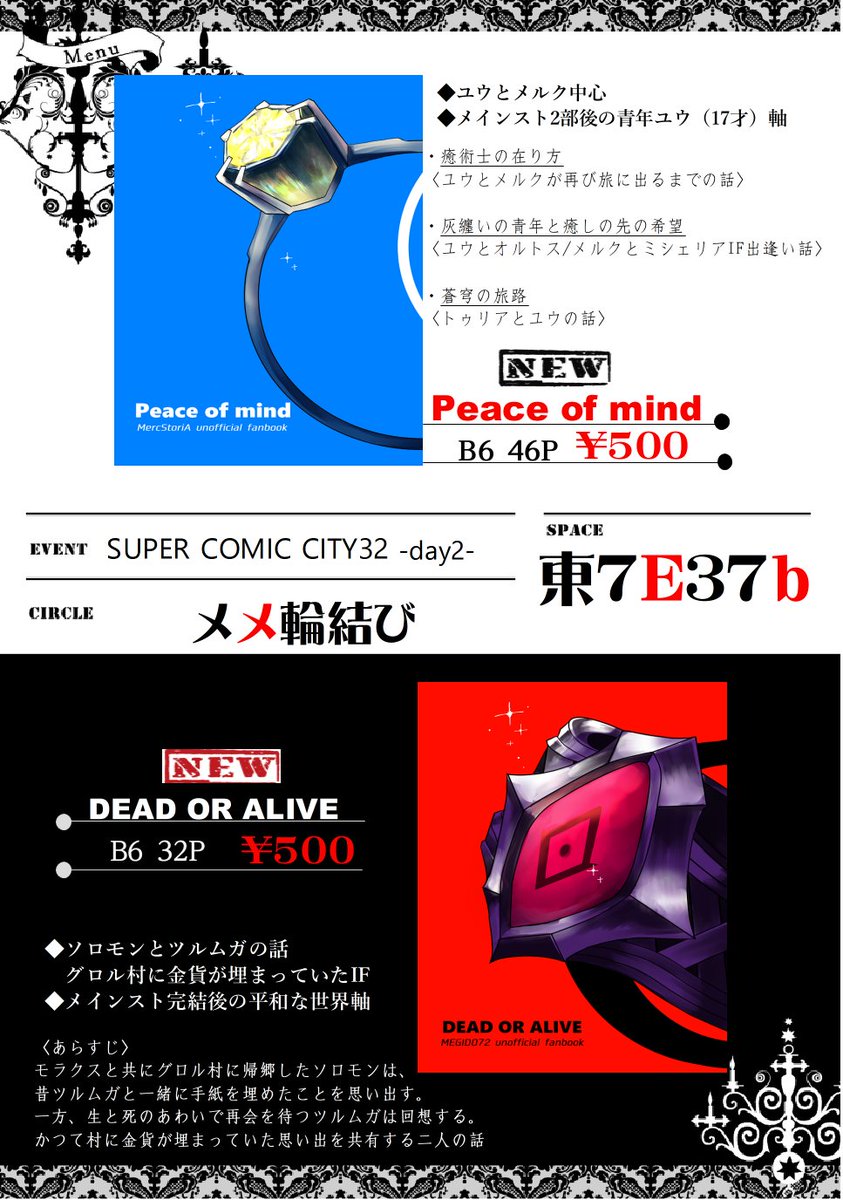 Menu
◆ユウとメルク中心
◆メインスト2部後の青年ユウ（17才）軸
・癒術士の在り方
〈ユウとメルクが再び旅に出るまでの話〉
・灰纏いの青年と癒しの先の希望
〈ユウとオルトス/メルクとミシェリアIF出逢い話〉
・蒼穹の旅路
〈トゥリアとユウの話〉
Peace of mind
MercStoriA unofficial fanbook
NEW
Peace of mind
B6 46P ¥500
EVENT SUPER COMIC CITY32 -day2-
SPACE
東7E37b
CIRCLE メメ輪結び
NEW
DEAD OR ALIVE
B6 32P ¥500
◆ソロモンとツルムガの話
グロル村に金貨が埋まっていたIF
◆メインスト完結後の平和な世界軸
〈あらすじ〉
モラクスと共にグロル村に帰郷したソロモンは、
昔ツルムガと一緒に手紙を埋めたことを思い出す。
一方、生と死のあわいで再会を待つツルムガは回想する。
かつて村に金貨が埋まっていた思い出を共有する二人の話
DEAD OR ALIVE
MEGIDO72 unofficial fanbook